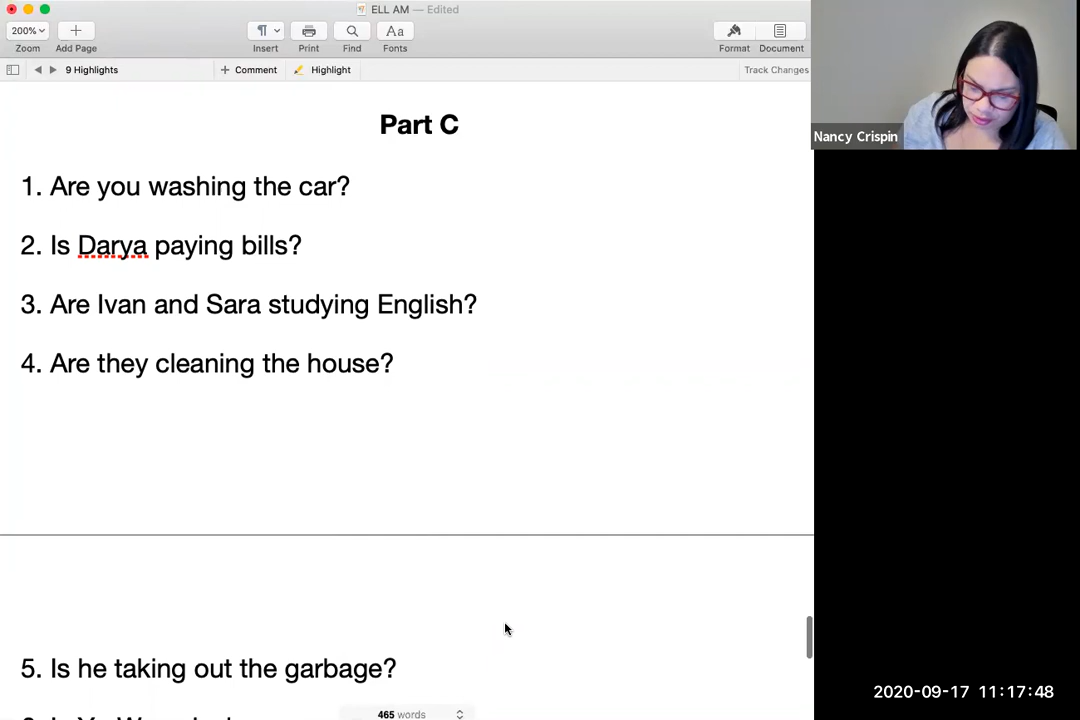 ELL AM — Edited
200%
Zoom
Add Page
Insert
Print
Find
Aa
Fonts
Format
Document
9 Highlights
+ Comment
Highlight
Track Changes
Nancy Crispin
Part C
1. Are you washing the car?
2. Is Darya paying bills?
3. Are Ivan and Sara studying English?
4. Are they cleaning the house?
5. Is he taking out the garbage?
465 words
2020-09-17 11:17:48